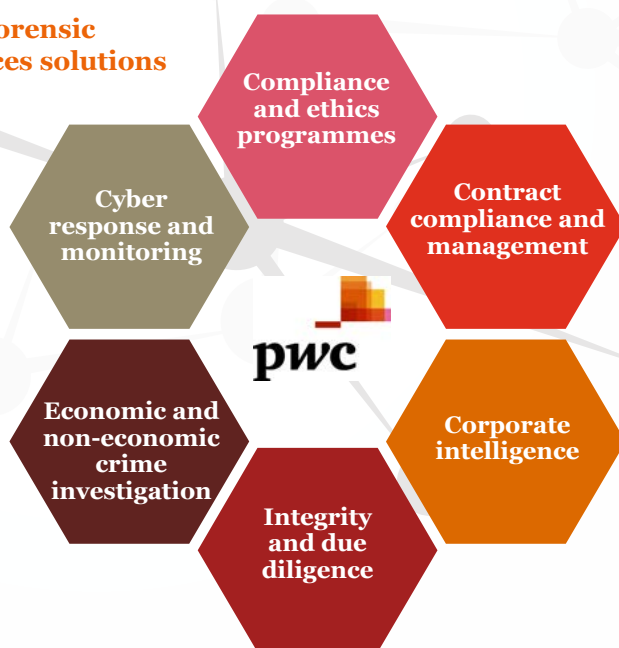 orensic
ces solutions
Compliance
and ethics
programmes
Contract
compliance and
management
Corporate
intelligence
Integrity
and due
diligence
Economic and
non-economic
crime
investigation
Cyber
response and
monitoring
pwc